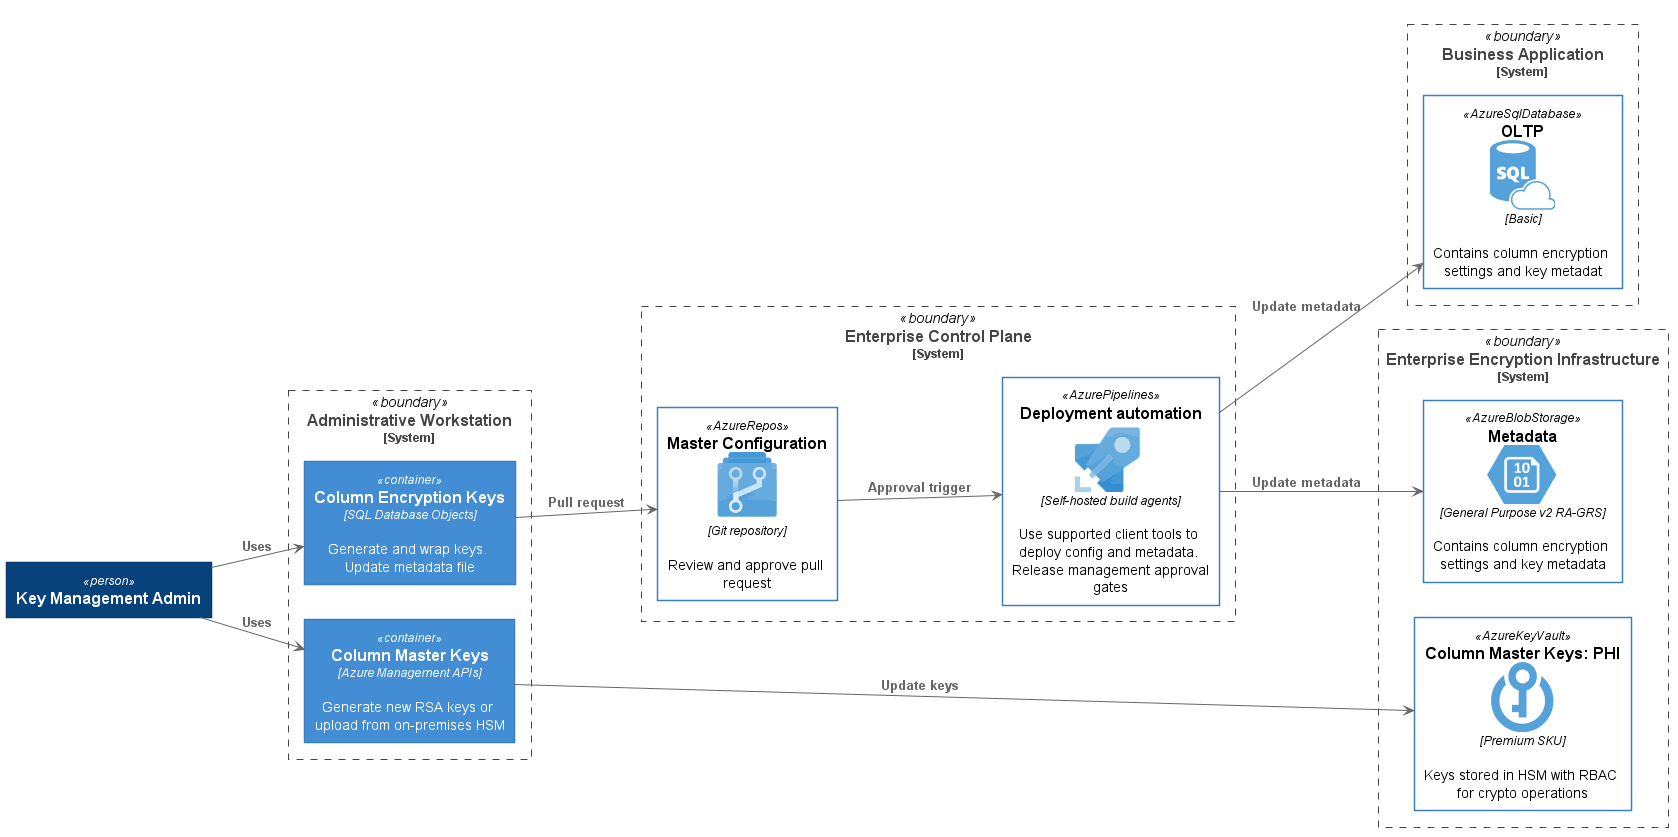 «boundary»
Business Application
[System]
«AzureSqlDatabase»
OLTP
SQL
[Basic]
Contains column encryption
settings and key metadat
Update metadata
«boundary»
Enterprise Control Plane
[System]
«AzureRepos»
Master Configuration
[Git repository]
Review and approve pull
request
Approval trigger
«AzurePipelines»
Deployment automation
[Self-hosted build agents]
Use supported client tools to
deploy config and metadata.
Release management approval
gates
Update metadata
«boundary»
Enterprise Encryption Infrastructure
[System]
«AzureBlobStorage»
Metadata
10
01
[General Purpose v2 RA-GRS]
Contains column encryption
settings and key metadata
«AzureKeyVault»
Column Master Keys: PHI
[Premium SKU]
Keys stored in HSM with RBAC
for crypto operations
«boundary»
Administrative Workstation
[System]
«container»
Column Encryption Keys
[SQL Database Objects]
Generate and wrap keys.
Update metadata file
Pull request
«container»
Column Master Keys
[Azure Management APIs]
Generate new RSA keys or
upload from on-premises HSM
Update keys
Uses
Uses
«person»
Key Management Admin